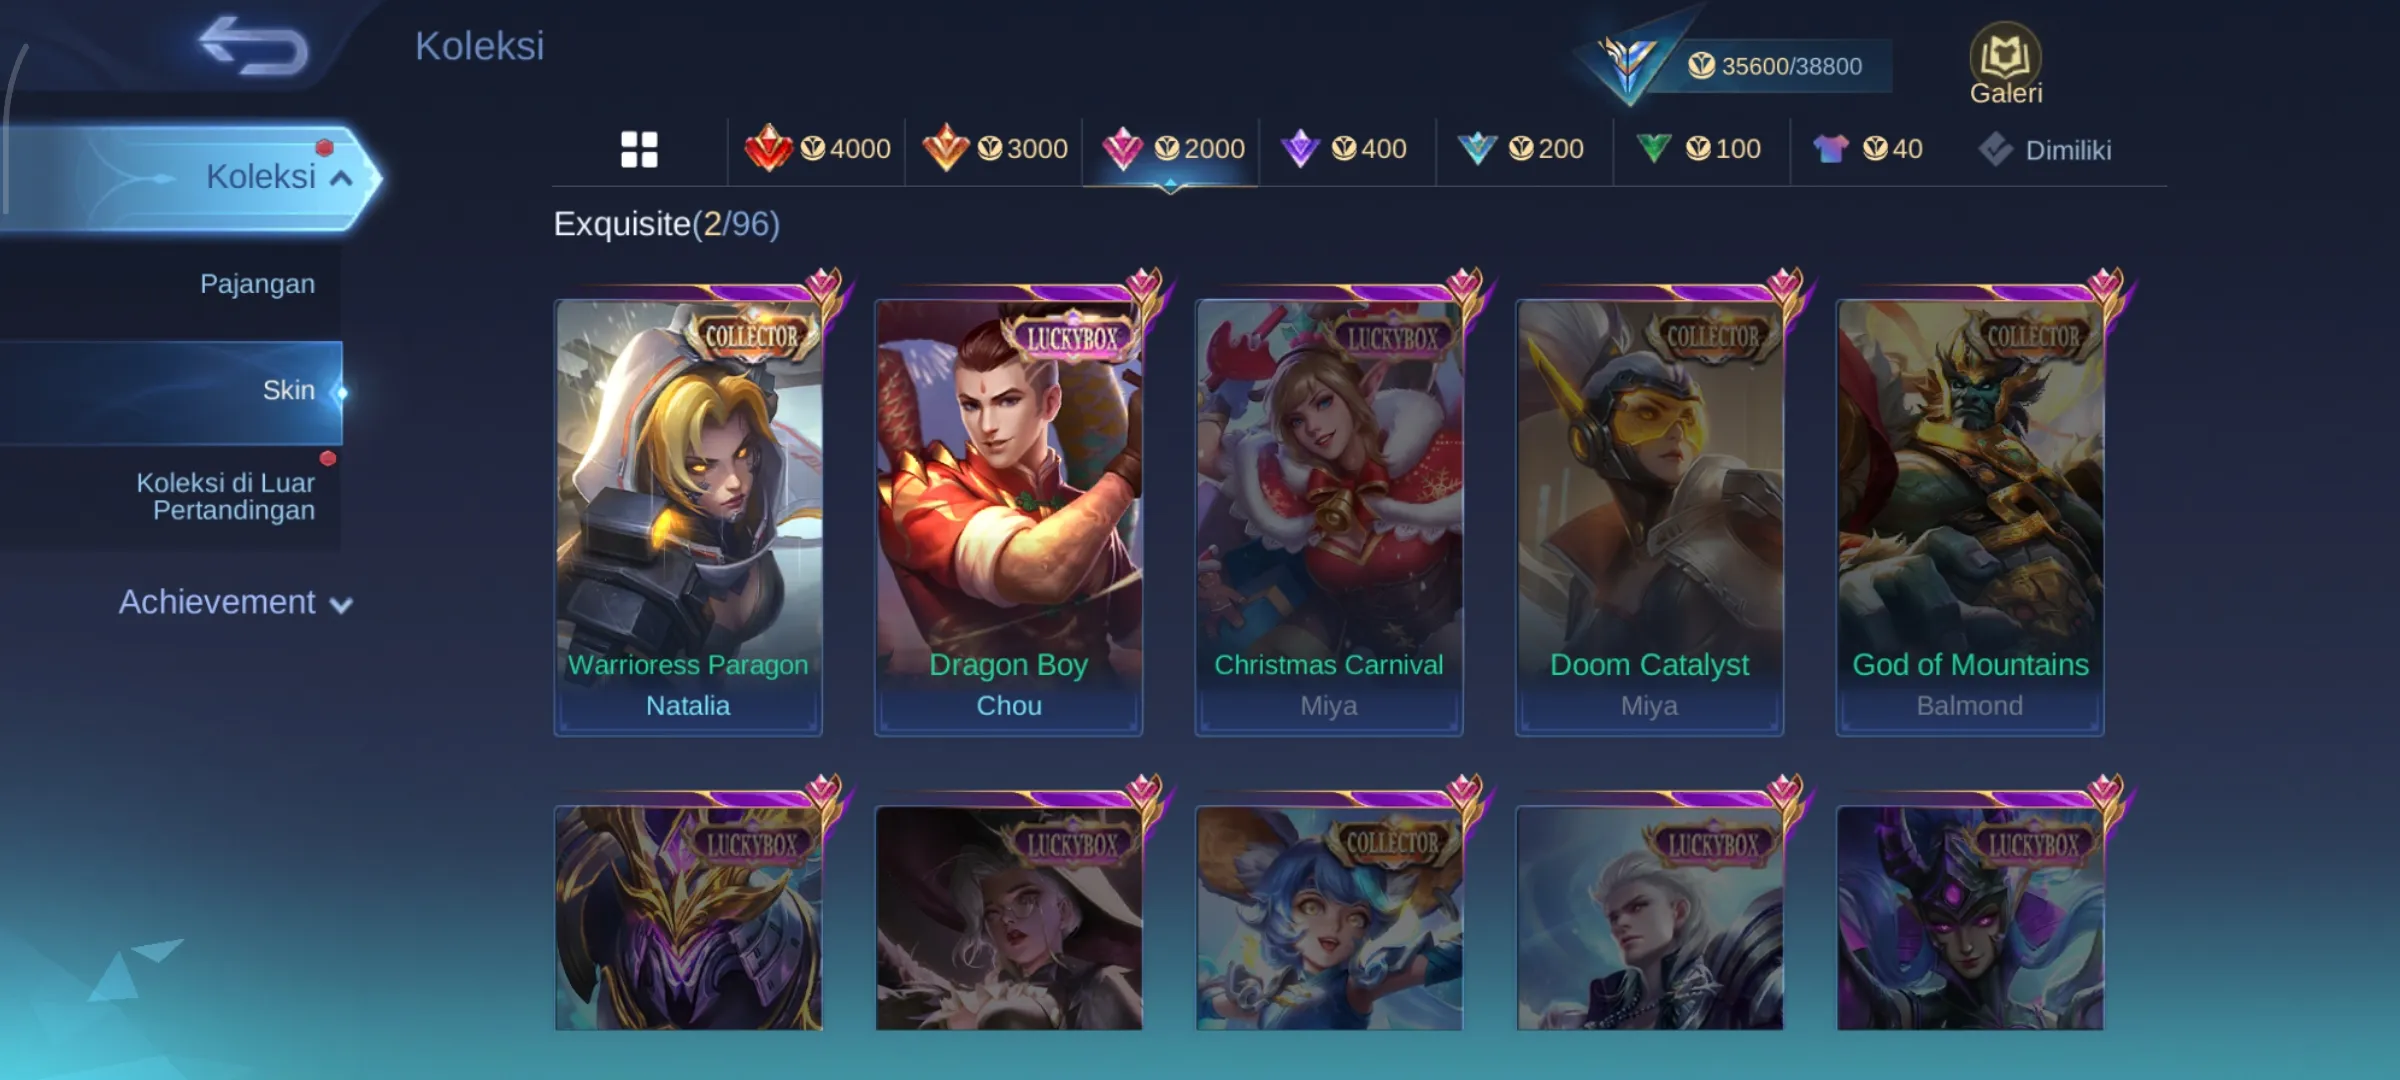 Koleksi
35600/38800
Galeri
4000
3000
2000
400
200
100
40
Dimiliki
Koleksi
Pajangan
Skin
Koleksi di Luar
Pertandingan
Achievement
Exquisite(2/96)
COLLECTOR
LUCKYBOX
LUCKYBOX
COLLECTOR
COLLECTOR
Warrioress Paragon
Dragon Boy
Christmas Carnival
Doom Catalyst
God of Mountains
Natalia
Chou
Miya
Miya
Balmond
LUCKYBOX
LUCKYBOX
COLLECTOR
LUCKYBOX
LUCKYBOX